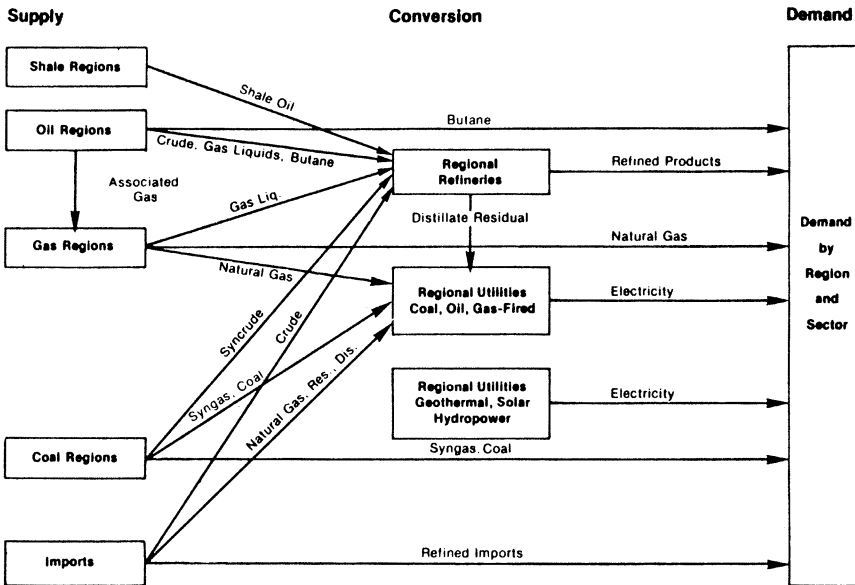 Supply
Conversion
Demand
Shale Regions
Shale Oil
Oil Regions
Butane
Crude, Gas Liquids, Butane
Regional
Refineries
Refined Products
Associated
Gas
Gas Liq.
Distillate Residual
Gas Regions
Natural Gas
Natural Gas
Regional Utilities
Coal, Oil, Gas-Fired
Electricity
Demand
by
Region
and
Sector
Syncrude
Crude
Syngas, Coal
Natural Gas, Res., Dis.
Regional Utilities
Geothermal, Solar
Hydropower
Electricity
Coal Regions
Syngas, Coal
Imports
Refined Imports